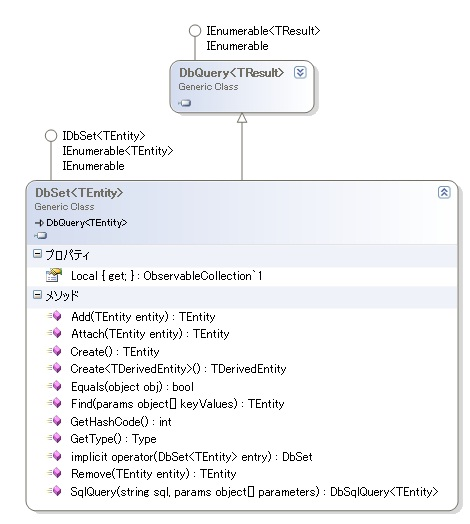 IEnumerable<TResult>
IEnumerable
DbQuery<TResult>
Generic Class
IDbSet<TEntity>
IEnumerable<TEntity>
IEnumerable
DbSet<TEntity>
Generic Class
DbQuery<TEntity>
プロパティ
Local { get; } : ObservableCollection`1
メソッド
Add(TEntity entity) : TEntity
Attach(TEntity entity) : TEntity
Create() : TEntity
Create<TDerivedEntity>() : TDerivedEntity
Equals(object obj) : bool
Find(params object[] keyValues) : TEntity
GetHashCode() : int
GetType() : Type
implicit operator(DbSet<TEntity> entry) : DbSet
Remove(TEntity entity) : TEntity
SqlQuery(string sql, params object[] parameters) : DbSqlQuery<TEntity>